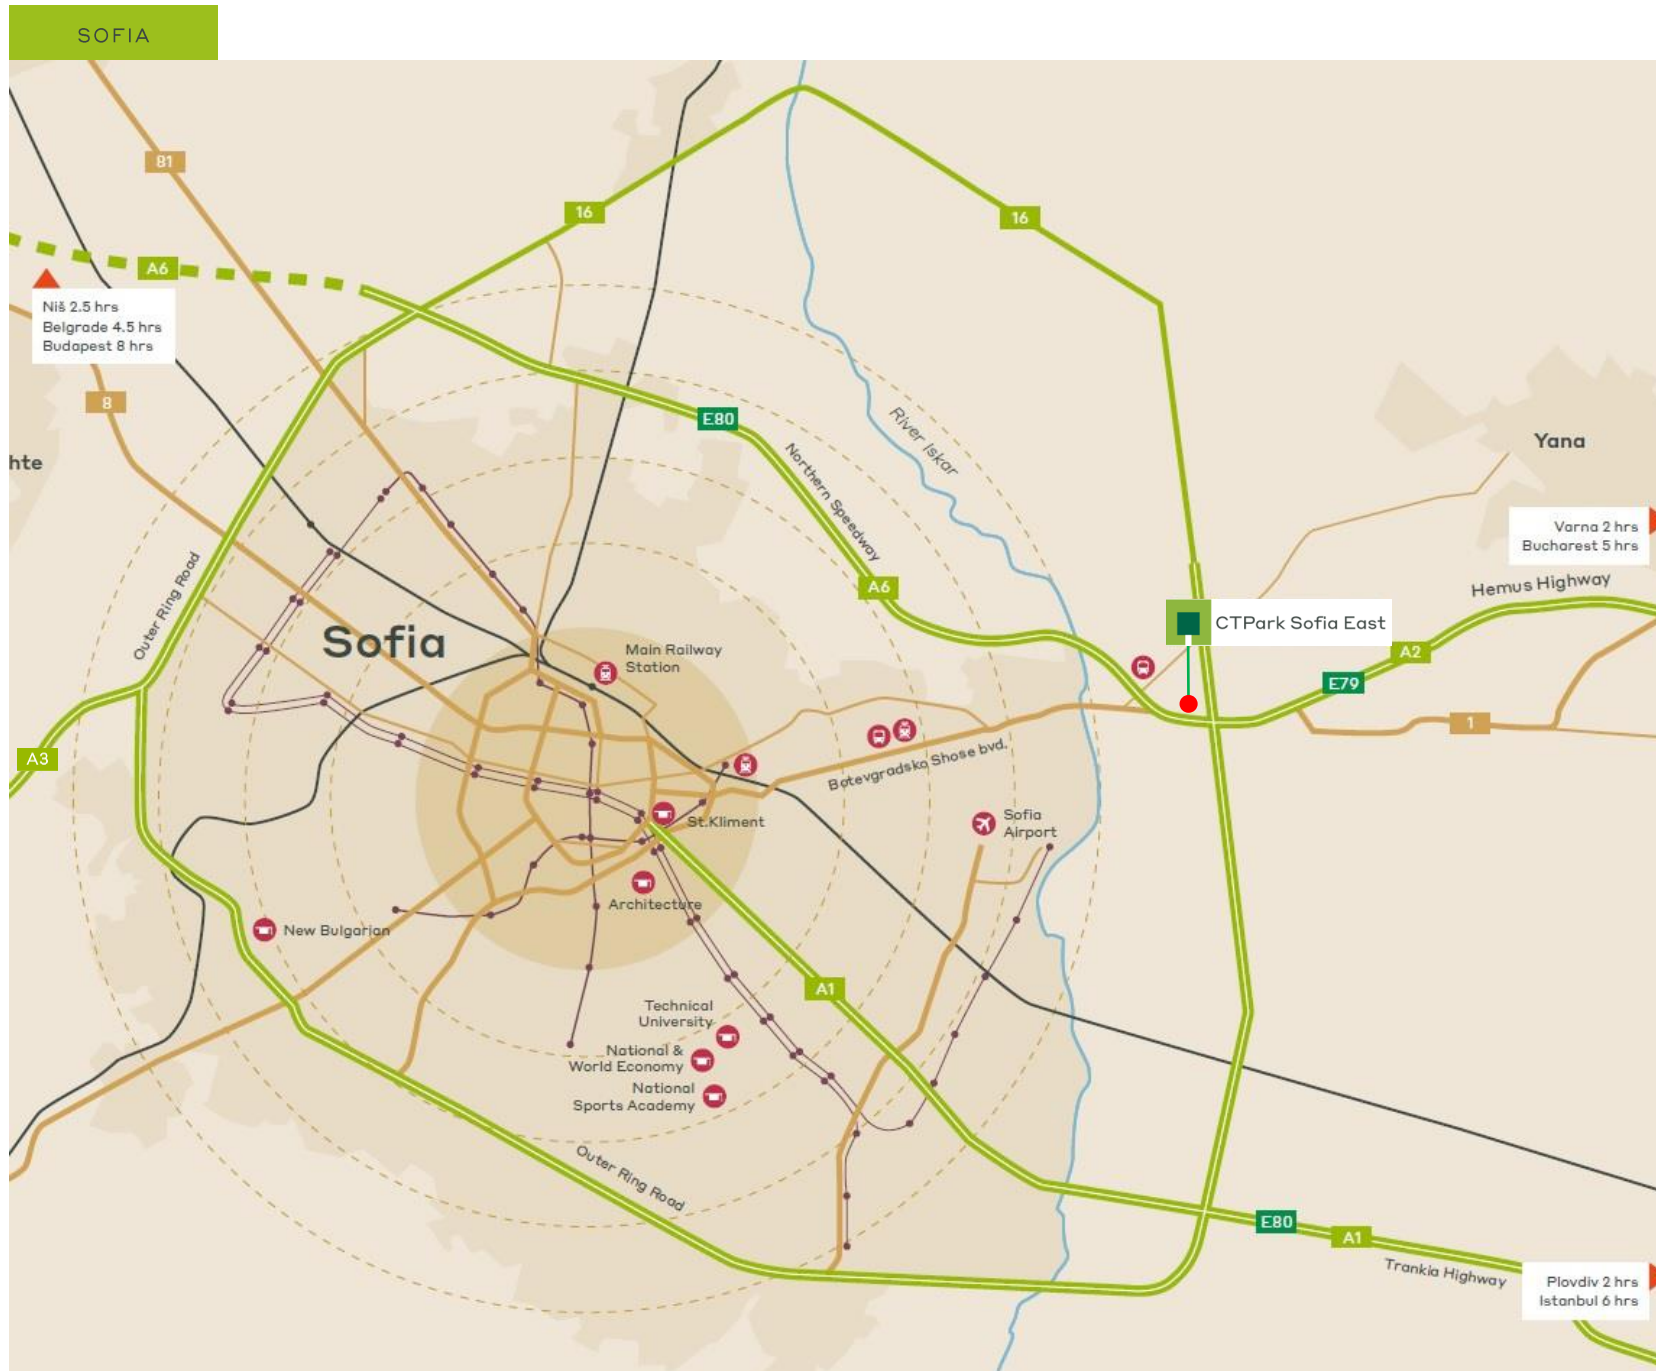 SOFIA
81
16
16
A6
Niš 2.5 hrs
Belgrade 4.5 hrs
Budapest 8 hrs
8
hte
E80
Northern Speedway
River Iskar
Yana
Varna 2 hrs
Bucharest 5 hrs
Hemus Highway
A6
CTPark Sofia East
A2
E79
1
Outer Ring Road
Sofia
Main Railway
Station
A3
Botevgradsko Shose bvd.
St.Kliment
Sofia
Airport
Architecture
New Bulgarian
A1
Technical
University
National &
World Economy
National
Sports Academy
Outer Ring Road
E80
A1
Trankia Highway
Plovdiv 2 hrs
Istanbul 6 hrs